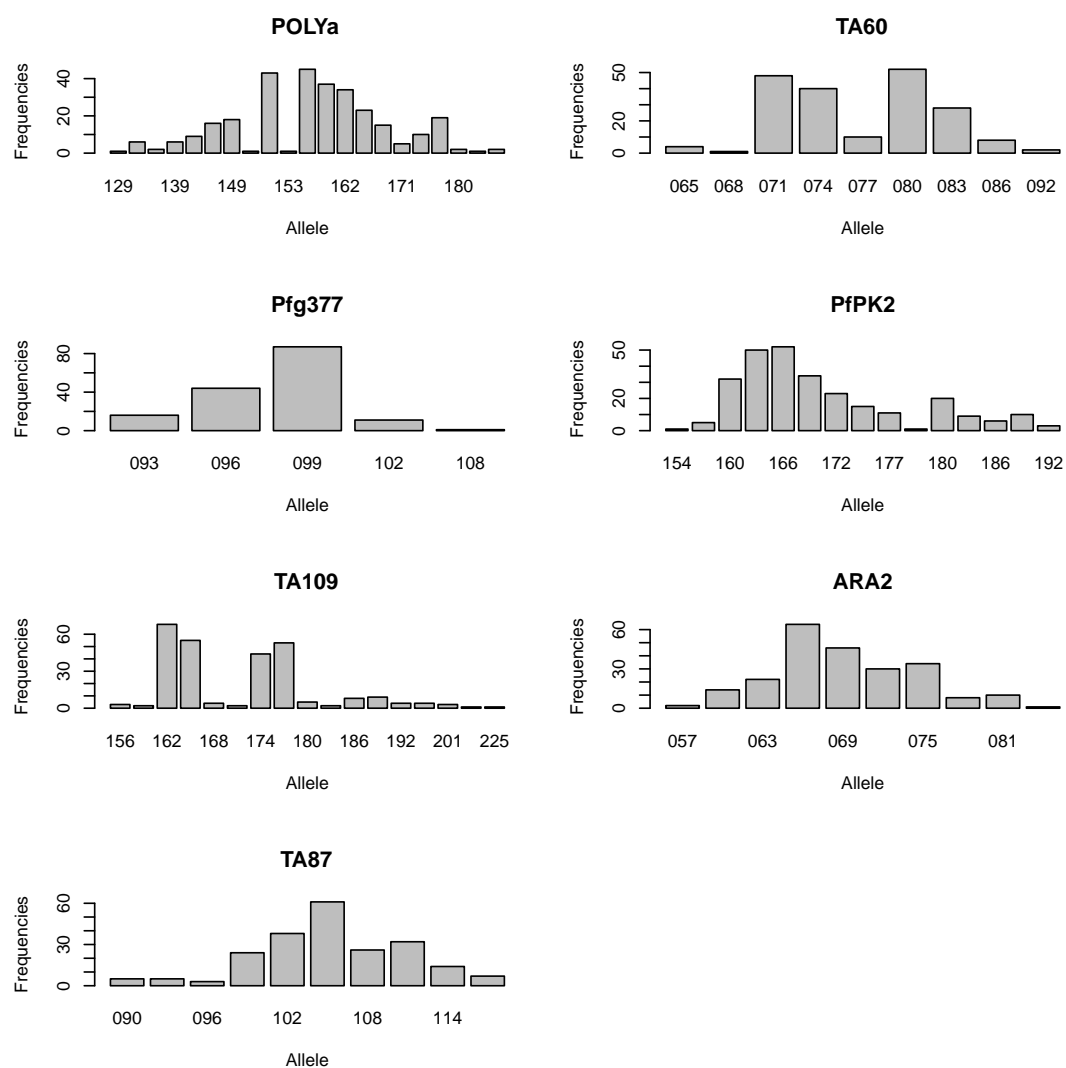 POLYa
Frequencies
0 20 40
129 139 149 153 162 171 180
Allele
TA60
Frequencies
0 20 50
065 068 071 074 077 080 083 086 092
Allele
Pfg377
Frequencies
0 40 80
093 096 099 102 108
Allele
PfPK2
Frequencies
0 20 50
154 160 166 172 177 180 186 192
Allele
TA109
Frequencies
0 30 60
156 162 168 174 180 186 192 201 225
Allele
ARA2
Frequencies
0 30 60
057 063 069 075 081
Allele
TA87
Frequencies
0 30 60
090 096 102 108 114
Allele